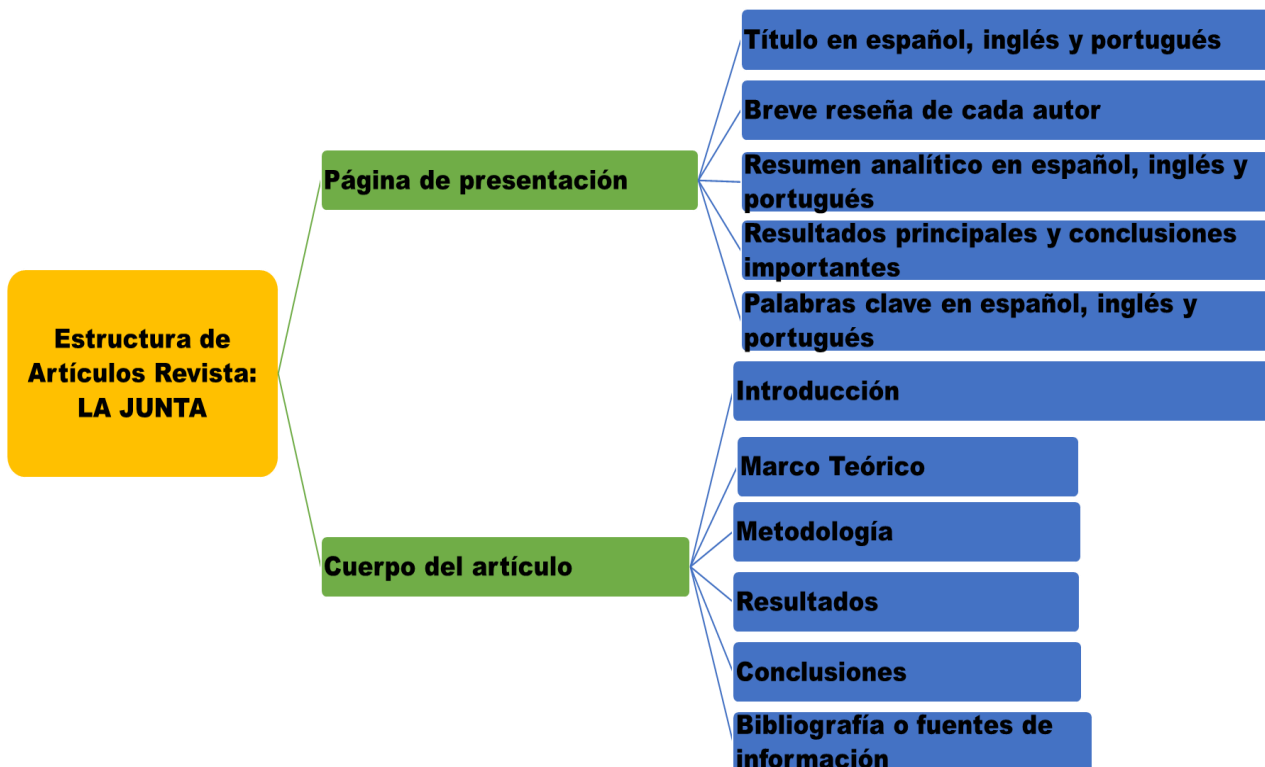 Estructura de
Artículos Revista:
LA JUNTA
Página de presentación
Título en español, inglés y portugués
Breve reseña de cada autor
Resumen analítico en español, inglés y
portugués
Resultados principales y conclusiones
importantes
Palabras clave en español, inglés y
portugués
Cuerpo del artículo
Introducción
Marco Teórico
Metodología
Resultados
Conclusiones
Bibliografía o fuentes de
información